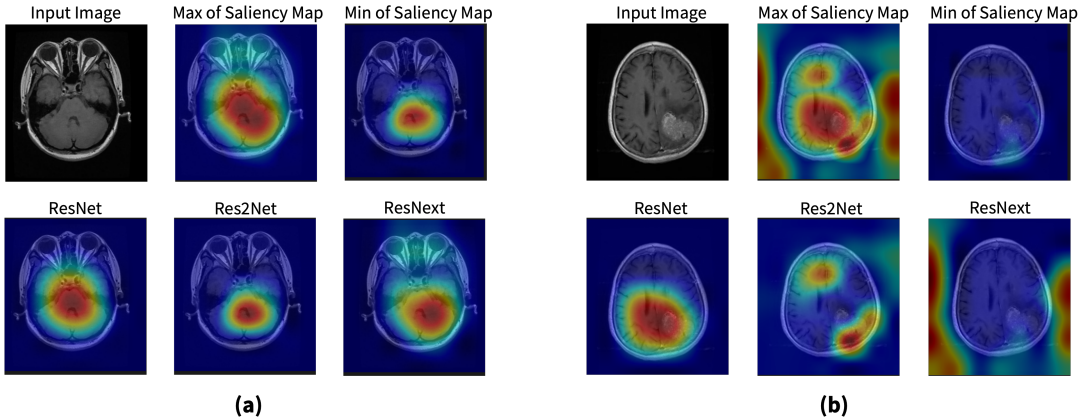 Input Image Max of Saliency Map Min of Saliency Map Input Image Max of Saliency Map Min of Saliency Map
ResNet Res2Net ResNext ResNet Res2Net ResNext
(a) (b)